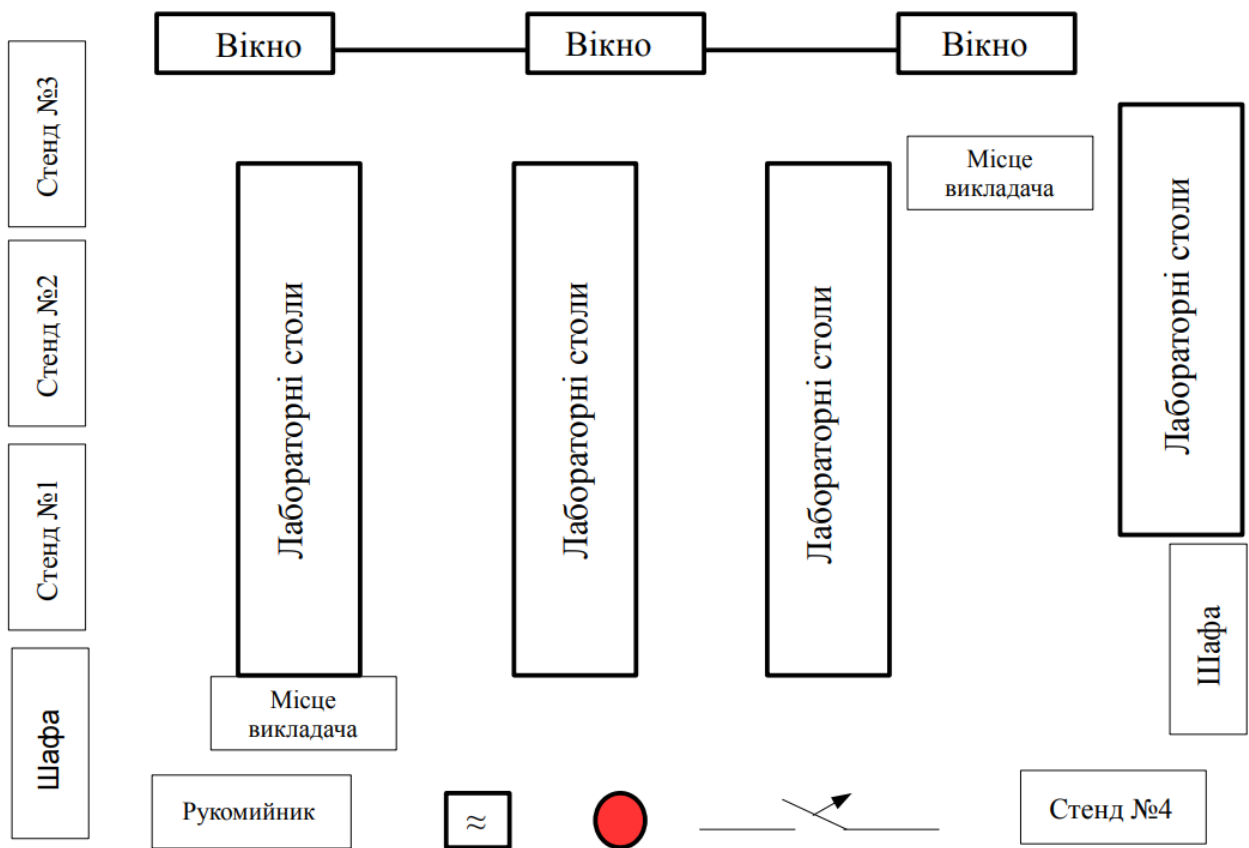 Вікно
Вікно
Вікно
Стенд №3
Місце
викладача
Лабораторні столи
Лабораторні столи
Лабораторні столи
Лабораторні столи
Стенд №2
Стенд №1
Шафа
Шафа
Місце
викладача
Рукомийник
≈
Стенд №4